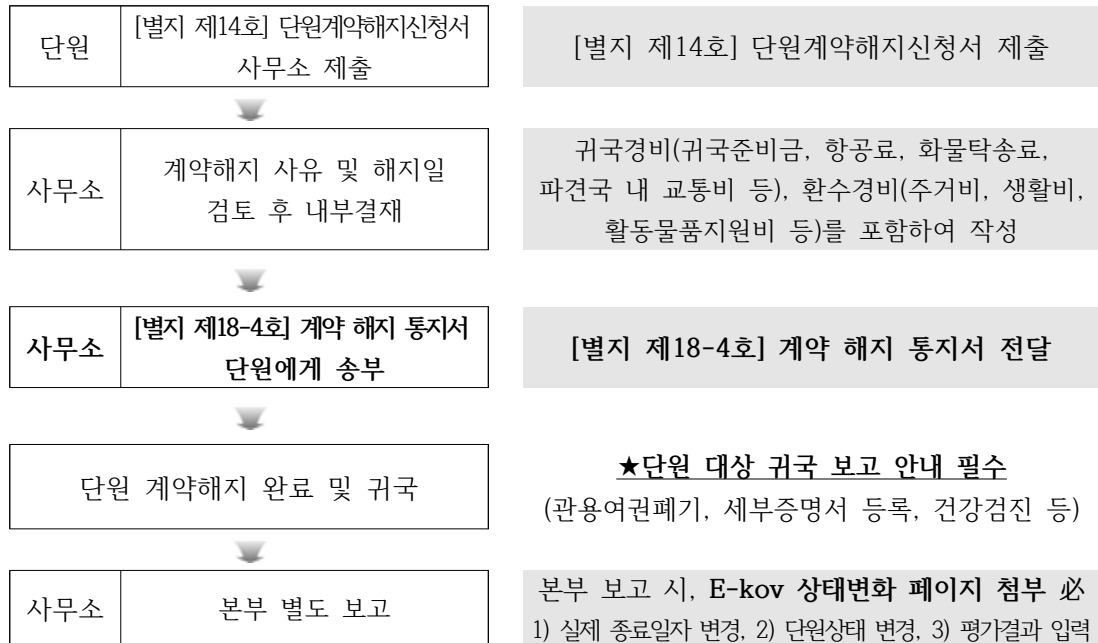 단원
[별지 제14호] 단원계약해지신청서
사무소 제출
[별지 제14호] 단원계약해지신청서 제출
사무소
계약해지 사유 및 해지일
검토 후 내부결재
귀국경비(귀국준비금, 항공료, 화물탁송료,
파견국 내 교통비 등), 환수경비(주거비, 생활비,
활동물품지원비 등)를 포함하여 작성
사무소
[별지 제18-4호] 계약 해지 통지서
단원에게 송부
[별지 제18-4호] 계약 해지 통지서 전달
단원 계약해지 완료 및 귀국
★단원 대상 귀국 보고 안내 필수
(관용여권폐기, 세부증명서 등록, 건강검진 등)
사무소
본부 별도 보고
본부 보고 시, E-kov 상태변화 페이지 첨부 必
1) 실제 종료일자 변경, 2) 단원상태 변경, 3) 평가결과 입력